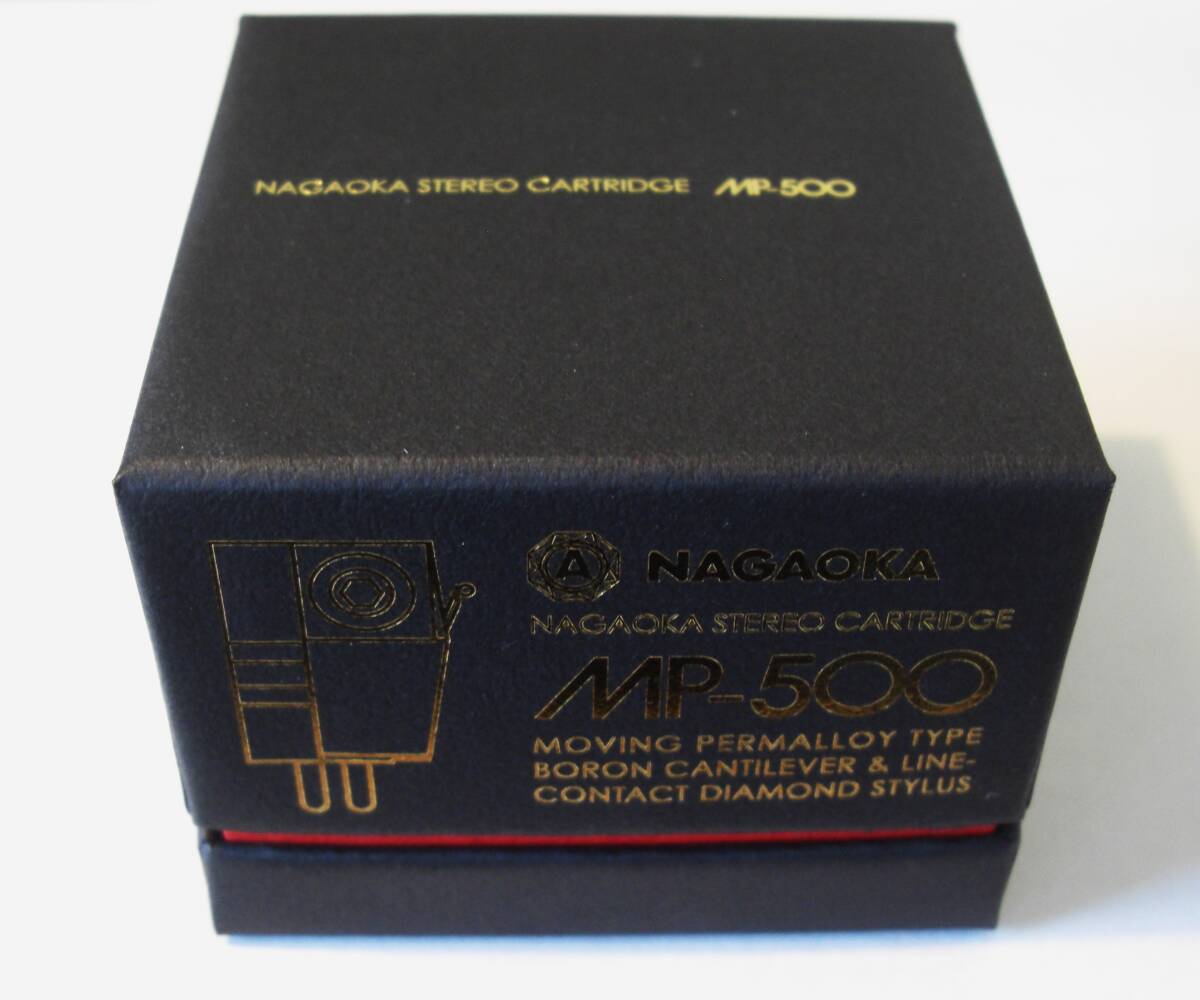 NAGAOKA STEREO CARTRIDGE MP-500
A NAGAOKA
NAGAOKA STEREO CARTRIDGE
MP-500
MOVING PERMALLOY TYPE
BORON CANTILEVER & LINE-
CONTACT DIAMOND STYLUS